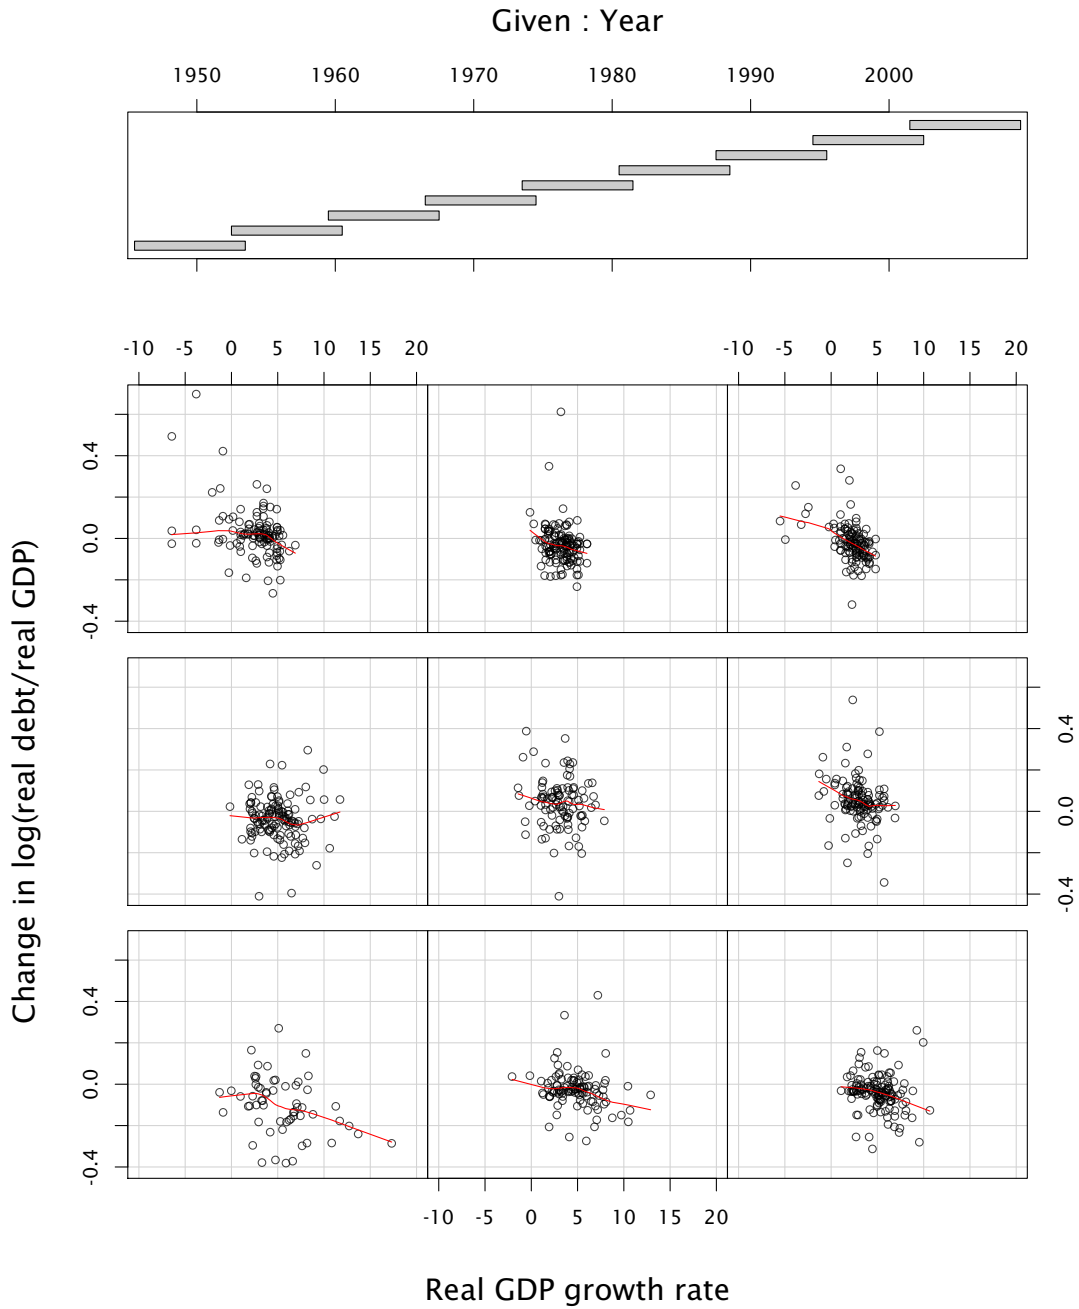 Given : Year
1950 1960 1970 1980 1990 2000
-10 -5 0 5 10 15 20 -10 -5 0 5 10 15 20
0.4
0.0
-0.4
0.4
0.0
-0.4
0.4
0.0
-0.4
Change in log(real debt/real GDP)
-10 -5 0 5 10 15 20
Real GDP growth rate